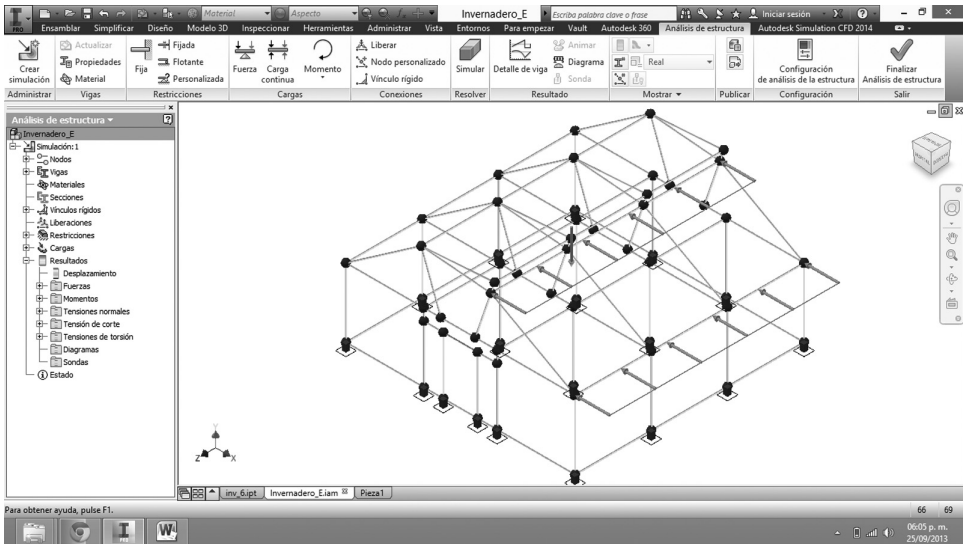 Material
Aspecto
Invernadero_E
Escriba palabra clave o frase
Iniciar sesión
PRO
Ensamblar Simplificar Diseño Modelo 3D Inspeccionar Herramientas Administrar Vista Entornos Para empezar Vault Autodesk 360 Análisis de estructura Autodesk Simulation CFD 2014
Crear simulación
Actualizar
Propiedades
Material
Fija
Fijada
Flotante
Personalizada
Fuerza
Carga continua
Momento
Liberar
Nodo personalizado
Vínculo rígido
Simular
Detalle de viga
Animar
Diagrama
Sonda
Real
Configuración de análisis de la estructura
Finalizar Análisis de estructura
Administrar Vigas Restricciones Cargas Conexiones Resolver Resultado Mostrar Publicar Configuración Salir
Análisis de estructura
Invernadero_E
Simulación:1
Nodos
Vigas
Materiales
Secciones
Vínculos rígidos
Liberaciones
Restricciones
Cargas
Resultados
Desplazamiento
Fuerzas
Momentos
Tensiones normales
Tensión de corte
Tensiones de torsión
Diagramas
Sondas
Estado
Y
Z X
inv_6.ipt Invernadero_E.iam Pieza1
Para obtener ayuda, pulse F1.
66 69
PRO
06:05 p. m.
25/09/2013